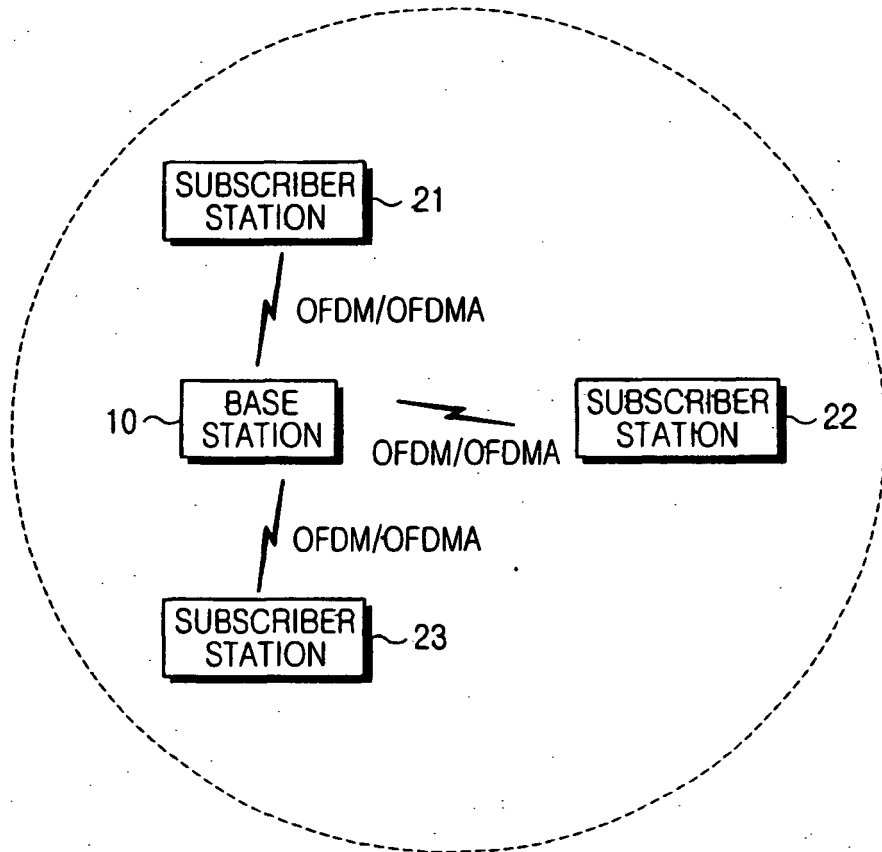 SUBSCRIBER
STATION
21
OFDM/OFDMA
10
BASE
STATION
SUBSCRIBER
STATION
22
OFDM/OFDMA
OFDM/OFDMA
SUBSCRIBER
STATION
23